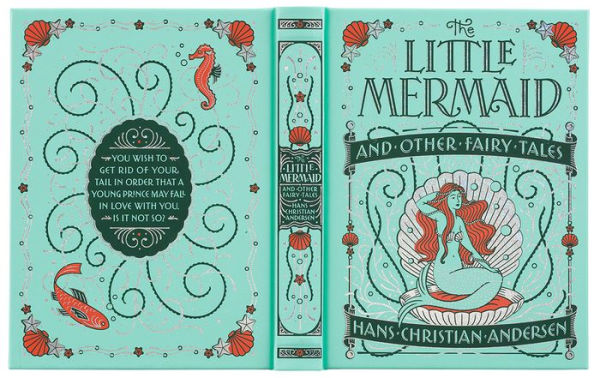 YOU WISH TO
GET RID OF YOUR
TAIL IN ORDER THAT A
YOUNG PRINCE MAY FALL
IN LOVE WITH YOU,
IS IT NOT SO?
THE
LITTLE
MERMAID
AND OTHER
FAIRY TALES
HANS
CHRISTIAN
ANDERSEN
The
LITTLE
MERMAID
AND·OTHER·FAIRY·TALES
HANS·CHRISTIAN·ANDERSEN